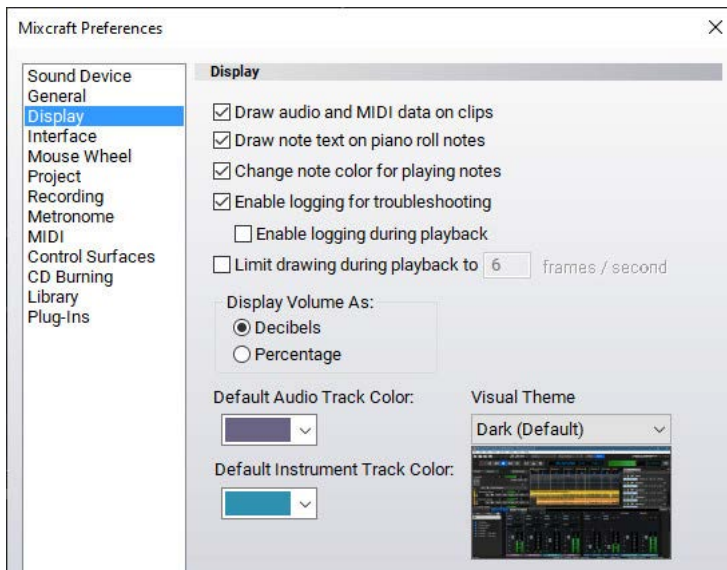 Mixcraft Preferences
Sound Device
General
Display
Interface
Mouse Wheel
Project
Recording
Metronome
MIDI
Control Surfaces
CD Burning
Library
Plug-Ins
Display
Draw audio and MIDI data on clips
Draw note text on piano roll notes
Change note color for playing notes
Enable logging for troubleshooting
Enable logging during playback
Limit drawing during playback to 6 frames / second
Display Volume As:
Decibels
Percentage
Default Audio Track Color:
Visual Theme
Dark (Default)
Default Instrument Track Color: